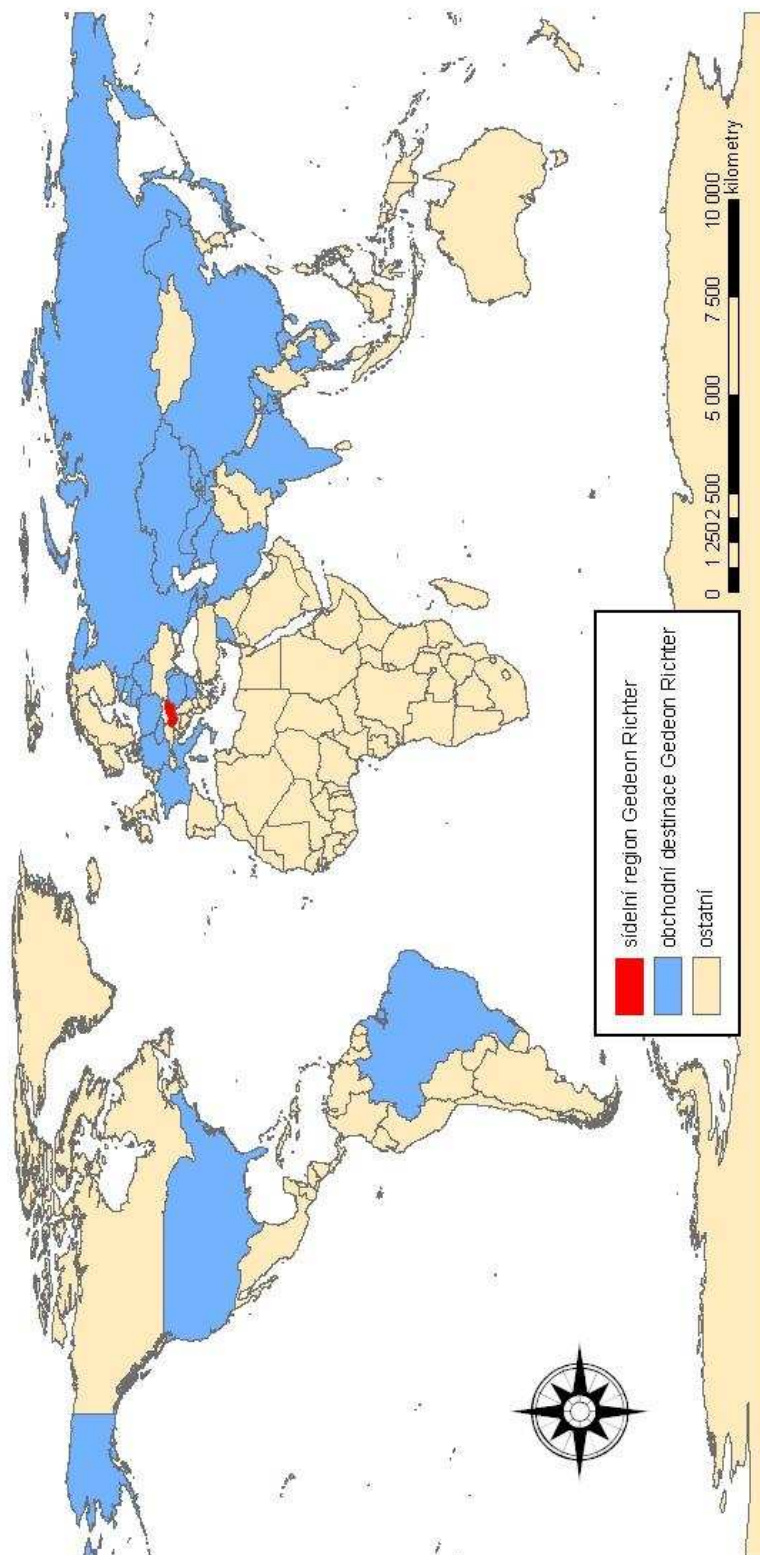 sídelní region Gedeon Richter
obchodní destinace Gedeon Richter
ostatní
0 1 250 2 500 5 000 7 500 10 000
kilometry